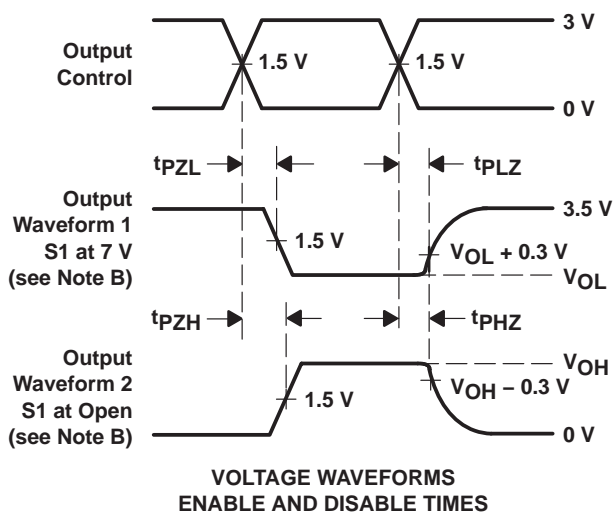 3 V
Output
Control
1.5 V
1.5 V
0 V
tPZL
tPLZ
Output
Waveform 1
S1 at 7 V
(see Note B)
3.5 V
1.5 V
VOL + 0.3 V
VOL
tPZH
tPHZ
Output
Waveform 2
S1 at Open
(see Note B)
VOH
VOH − 0.3 V
1.5 V
0 V
VOLTAGE WAVEFORMS
ENABLE AND DISABLE TIMES